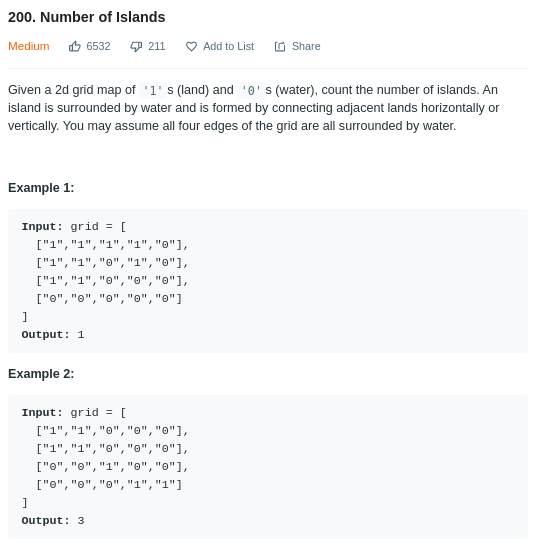 200. Number of Islands
Medium 6532 211 Add to List Share
Given a 2d grid map of '1' s (land) and '0' s (water), count the number of islands. An
island is surrounded by water and is formed by connecting adjacent lands horizontally or
vertically. You may assume all four edges of the grid are all surrounded by water.
Example 1:
Input: grid = [
["1","1","1","1","0"],
["1","1","0","1","0"],
["1","1","0","0","0"],
["0","0","0","0","0"]
]
Output: 1
Example 2:
Input: grid = [
["1","1","0","0","0"],
["1","1","0","0","0"],
["0","0","1","0","0"],
["0","0","0","1","1"]
]
Output: 3